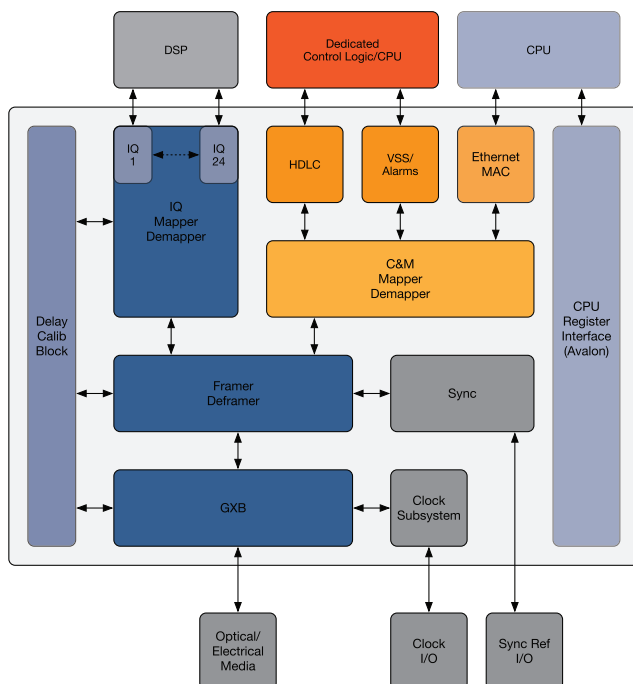 DSP
Dedicated
Control Logic/CPU
CPU
IQ
1
IQ
24
HDLC
VSS/
Alarms
Ethernet
MAC
IQ
Mapper
Demapper
C&M
Mapper
Demapper
Delay
Calib
Block
CPU
Register
Interface
(Avalon)
Framer
Deframer
Sync
GXB
Clock
Subsystem
Optical/
Electrical
Media
Clock
I/O
Sync Ref
I/O